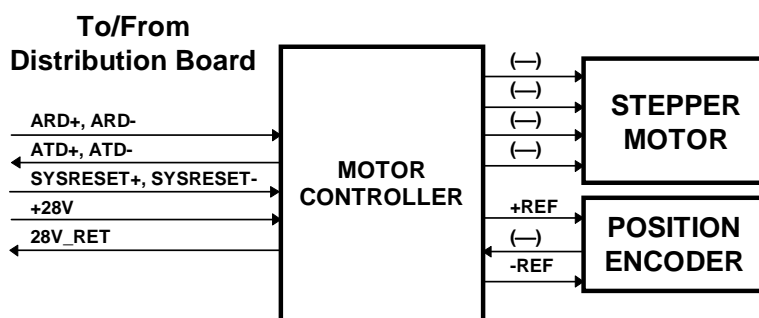 To/From
Distribution Board
ARD+, ARD-
ATD+, ATD-
SYSRESET+, SYSRESET-
+28V
28V_RET
MOTOR
CONTROLLER
(—)
(—)
(—)
(—)
+REF
(—)
-REF
STEPPER
MOTOR
POSITION
ENCODER